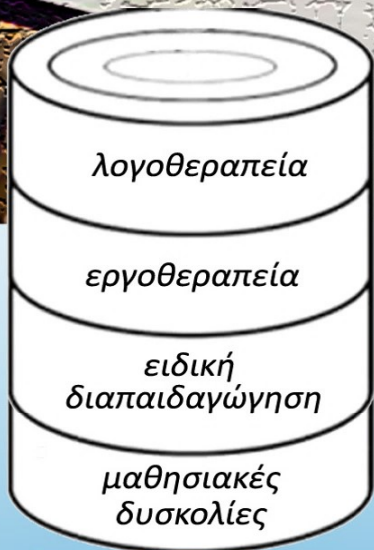 λογοθεραπεία
εργοθεραπεία
ειδική
διαπαιδαγώγηση
μαθησιακές
δυσκολίες